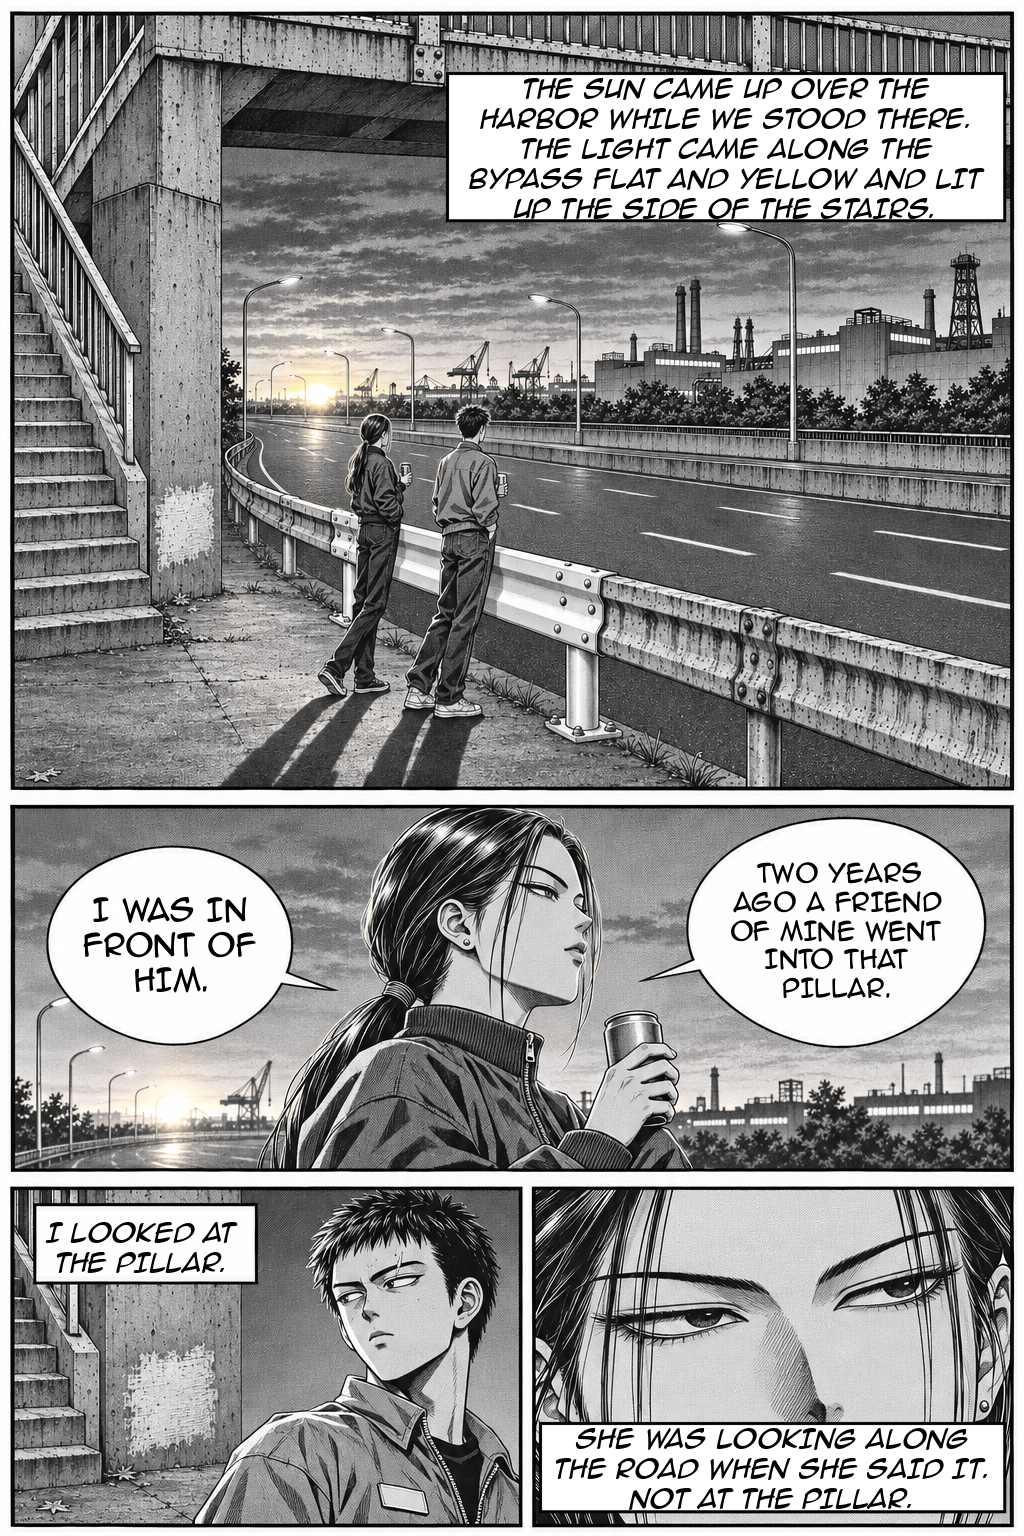 THE SUN CAME UP OVER THE
HARBOR WHILE WE STOOD THERE.
THE LIGHT CAME ALONG THE
BYPASS FLAT AND YELLOW AND LIT
UP THE SIDE OF THE STAIRS.
I WAS IN
FRONT OF
HIM.
TWO YEARS
AGO A FRIEND
OF MINE WENT
INTO THAT
PILLAR.
I LOOKED AT
THE PILLAR.
SHE WAS LOOKING ALONG
THE ROAD WHEN SHE SAID IT.
NOT AT THE PILLAR.